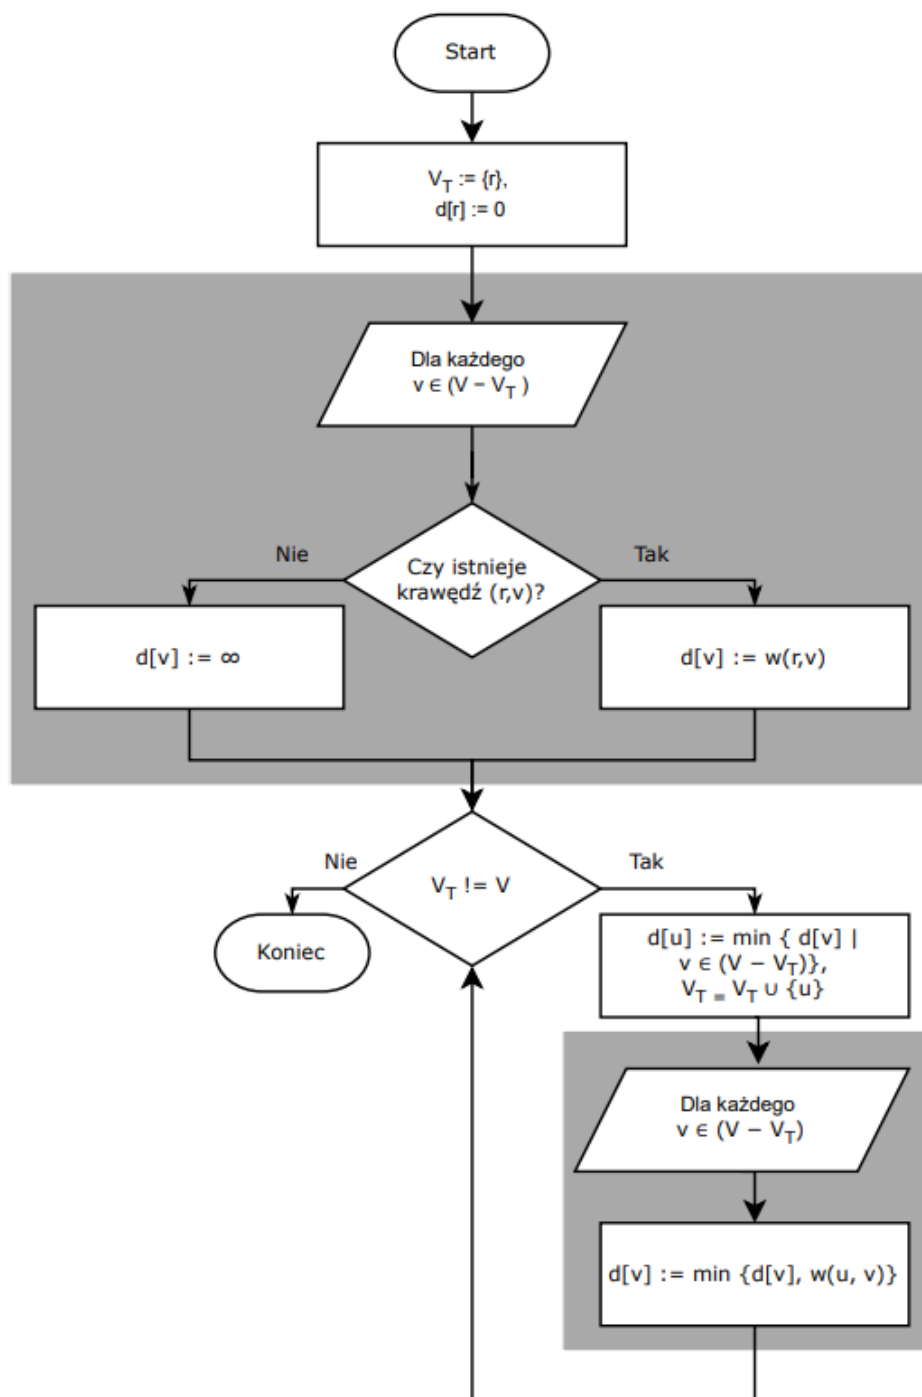 Start
V_T := {r},
d[r] := 0
Dla każdego
v ∈ (V − V_T )
Nie
Tak
Czy istnieje
krawędź (r,v)?
d[v] := ∞
d[v] := w(r,v)
Nie
Tak
V_T != V
Koniec
d[u] := min { d[v] |
v ∈ (V − V_T)},
V_T = V_T ∪ {u}
Dla każdego
v ∈ (V − V_T)
d[v] := min {d[v], w(u, v)}